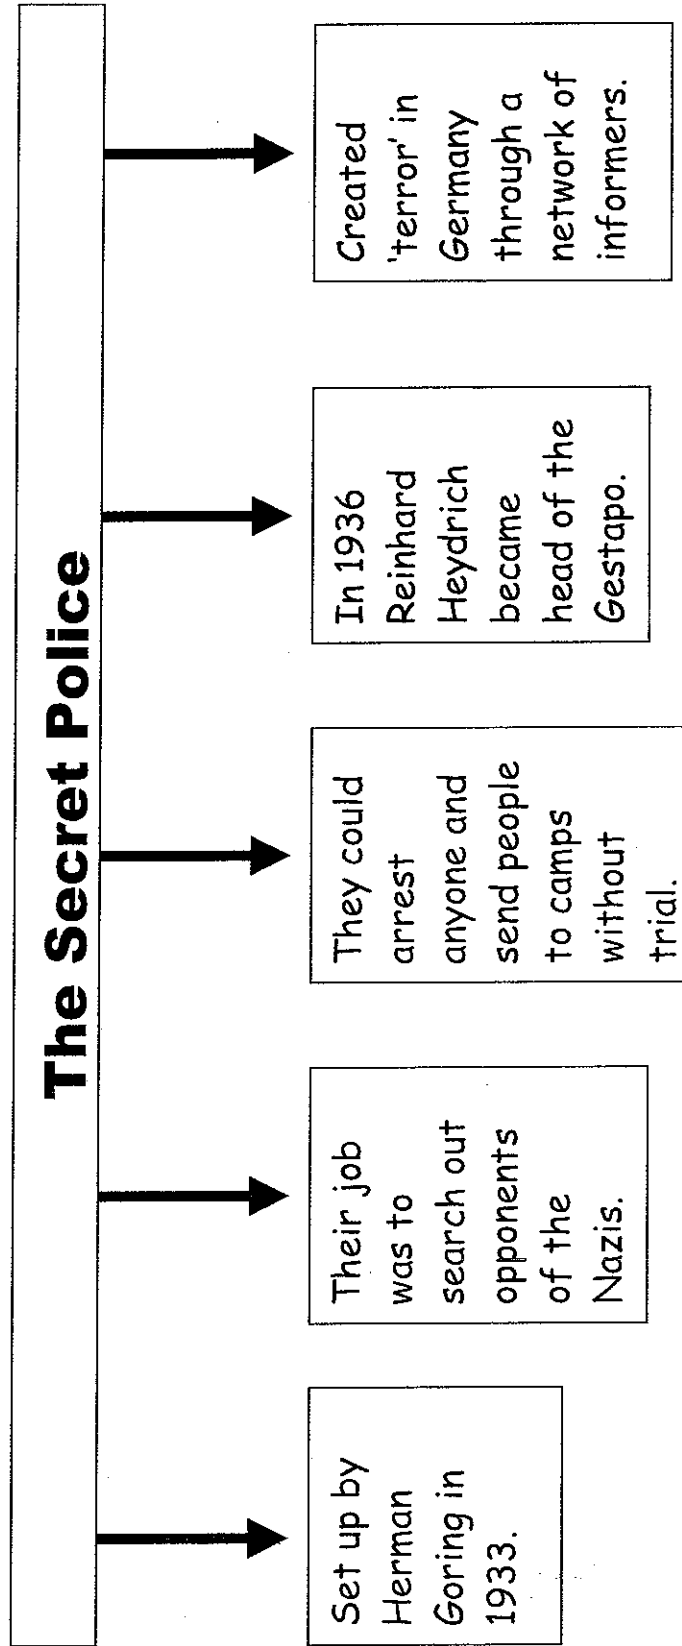 The Secret Police
Set up by
Herman
Goring in
1933.
Their job
was to
search out
opponents
of the
Nazis.
They could
arrest
anyone and
send people
to camps
without
trial.
In 1936
Reinhard
Heydrich
became
head of the
Gestapo.
Created
'terror' in
Germany
through a
network of
informers.